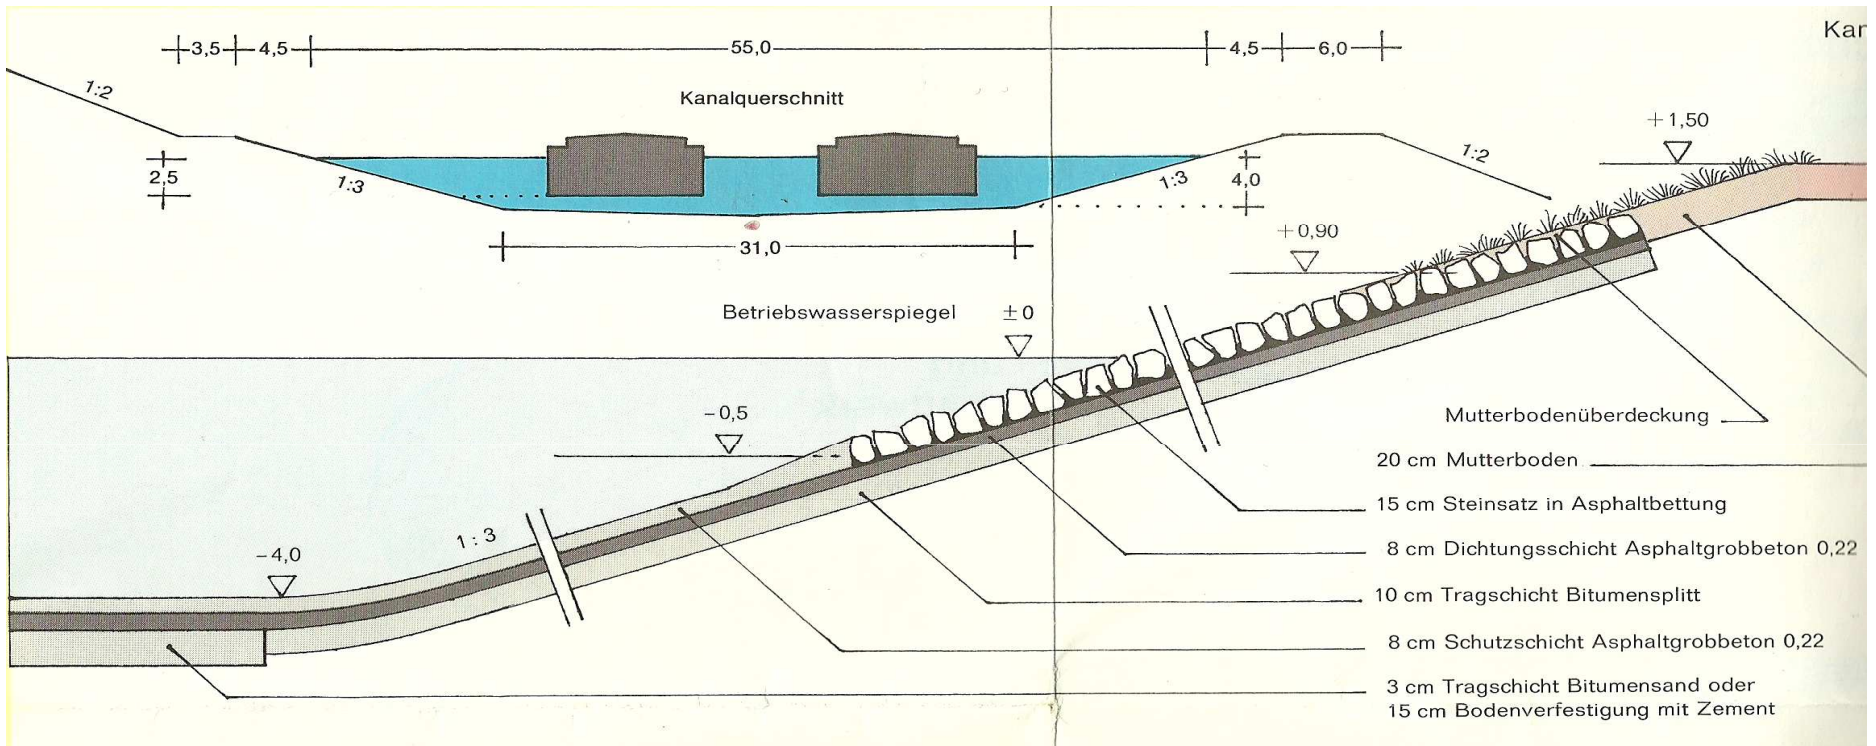 Kan
3,5 4,5 55,0 4,5 6,0
1:2
Kanalquerschnitt
+1,50
2,5
1:3
1:3
4,0
1:2
31,0
+0,90
Betriebswasserspiegel ±0
-0,5
-4,0
1:3
Mutterbodenüberdeckung
20 cm Mutterboden
15 cm Steinsatz in Asphaltbettung
8 cm Dichtungsschicht Asphaltgrobbeton 0,22
10 cm Tragschicht Bitumensplitt
8 cm Schutzschicht Asphaltgrobbeton 0,22
3 cm Tragschicht Bitumensand oder
15 cm Bodenverfestigung mit Zement